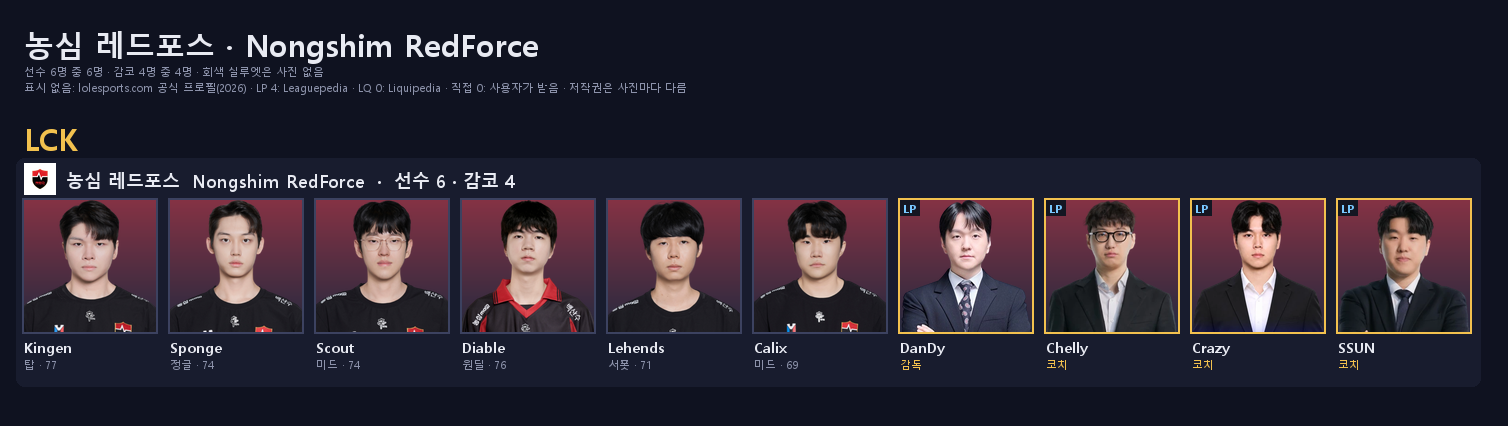 농심 레드포스 · Nongshim RedForce
선수 6명 중 6명 · 감코 4명 중 4명 · 회색 실루엣은 사진 없음
표시 없음: lolesports.com 공식 프로필(2026) · LP 4: Leaguepedia · LQ 0: Liquipedia · 직접 0: 사용자가 받음 · 저작권은 사진마다 다름
LCK
농심 레드포스 Nongshim RedForce · 선수 6 · 감코 4
LP LP LP LP
Kingen Sponge Scout Diable Lehends Calix DanDy Chelly Crazy SSUN
탑 · 77 정글 · 74 미드 · 74 원딜 · 76 서폿 · 71 미드 · 69 감독 코치 코치 코치